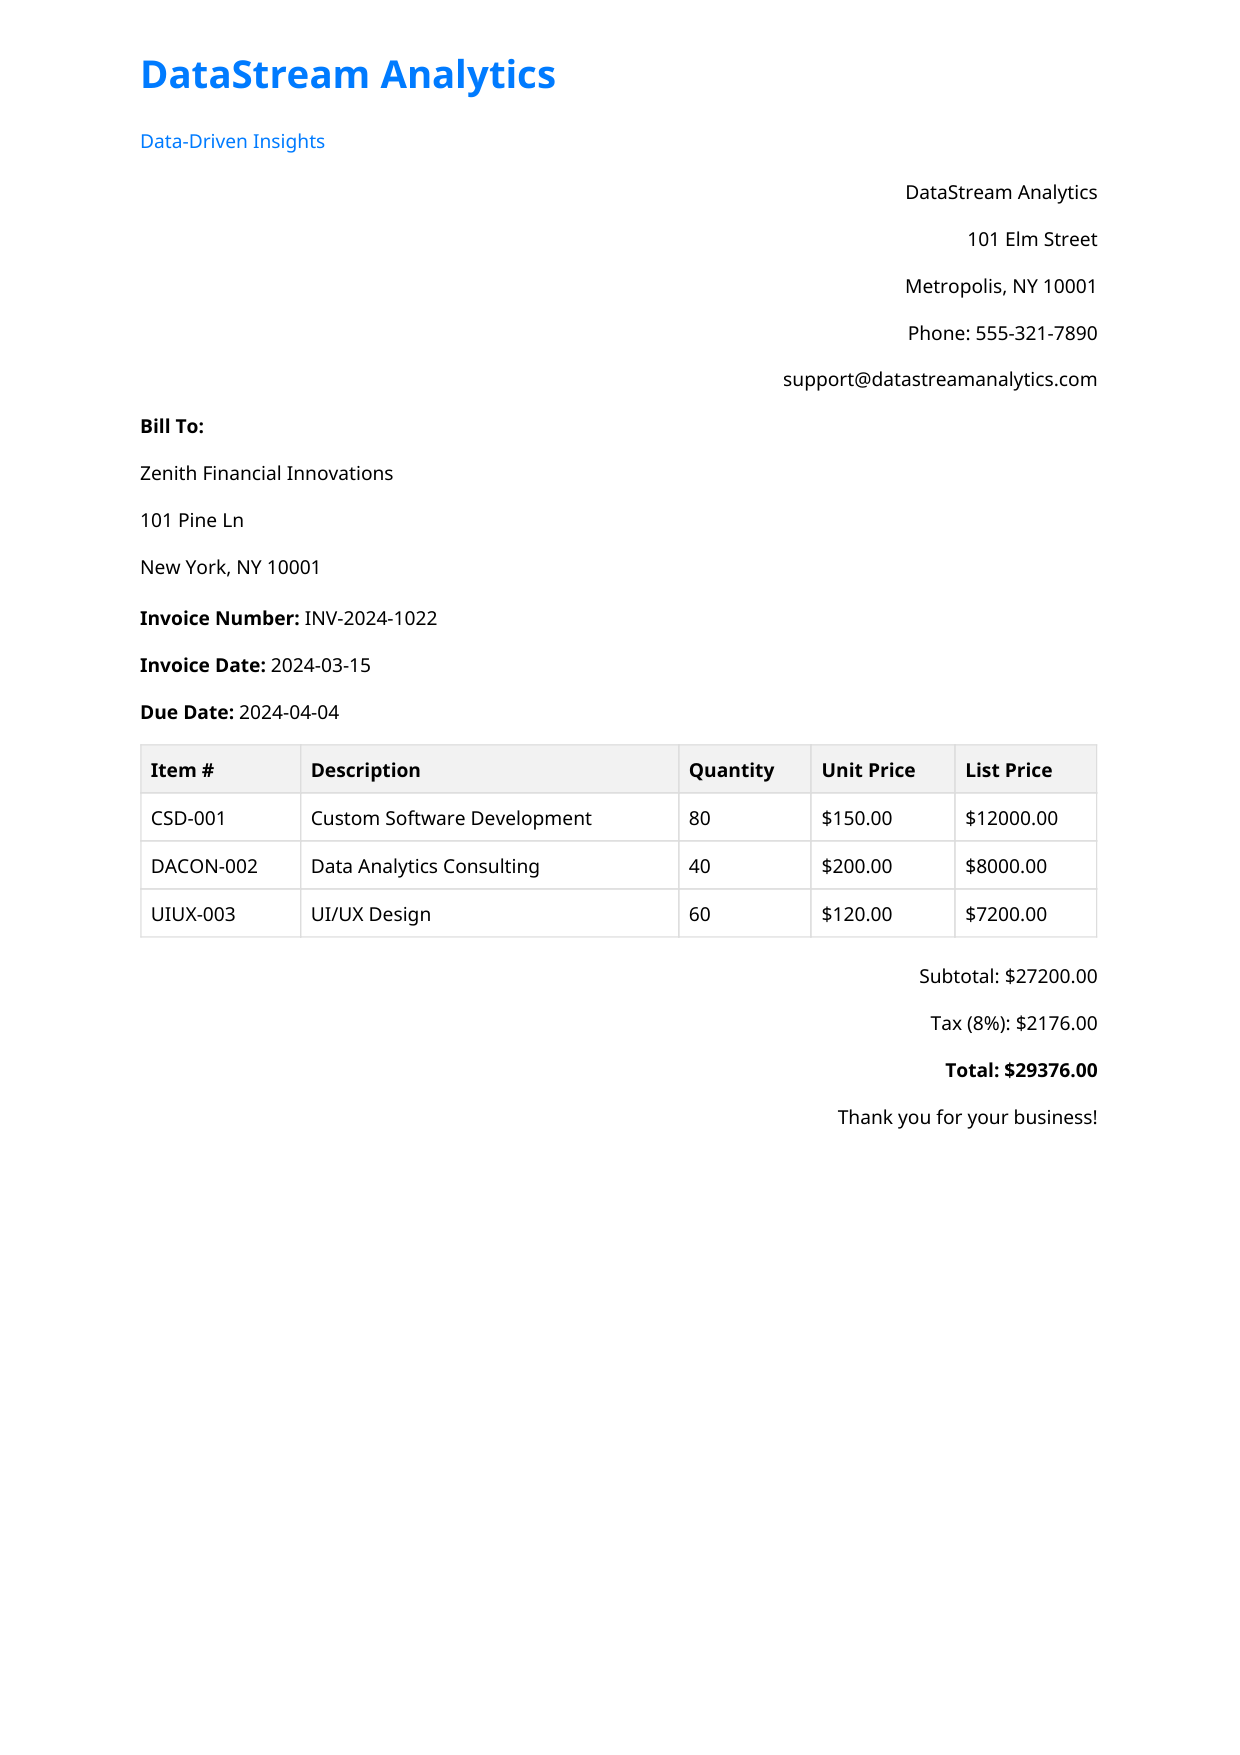 DataStream Analytics
Data-Driven Insights
DataStream Analytics
101 Elm Street
Metropolis, NY 10001
Phone: 555-321-7890
support@datastreamanalytics.com
Bill To:
Zenith Financial Innovations
101 Pine Ln
New York, NY 10001
Invoice Number: INV-2024-1022
Invoice Date: 2024-03-15
Due Date: 2024-04-04
Item # Description Quantity Unit Price List Price
CSD-001 Custom Software Development 80 $150.00 $12000.00
DACON-002 Data Analytics Consulting 40 $200.00 $8000.00
UIUX-003 UI/UX Design 60 $120.00 $7200.00
Subtotal: $27200.00
Tax (8%): $2176.00
Total: $29376.00
Thank you for your business!